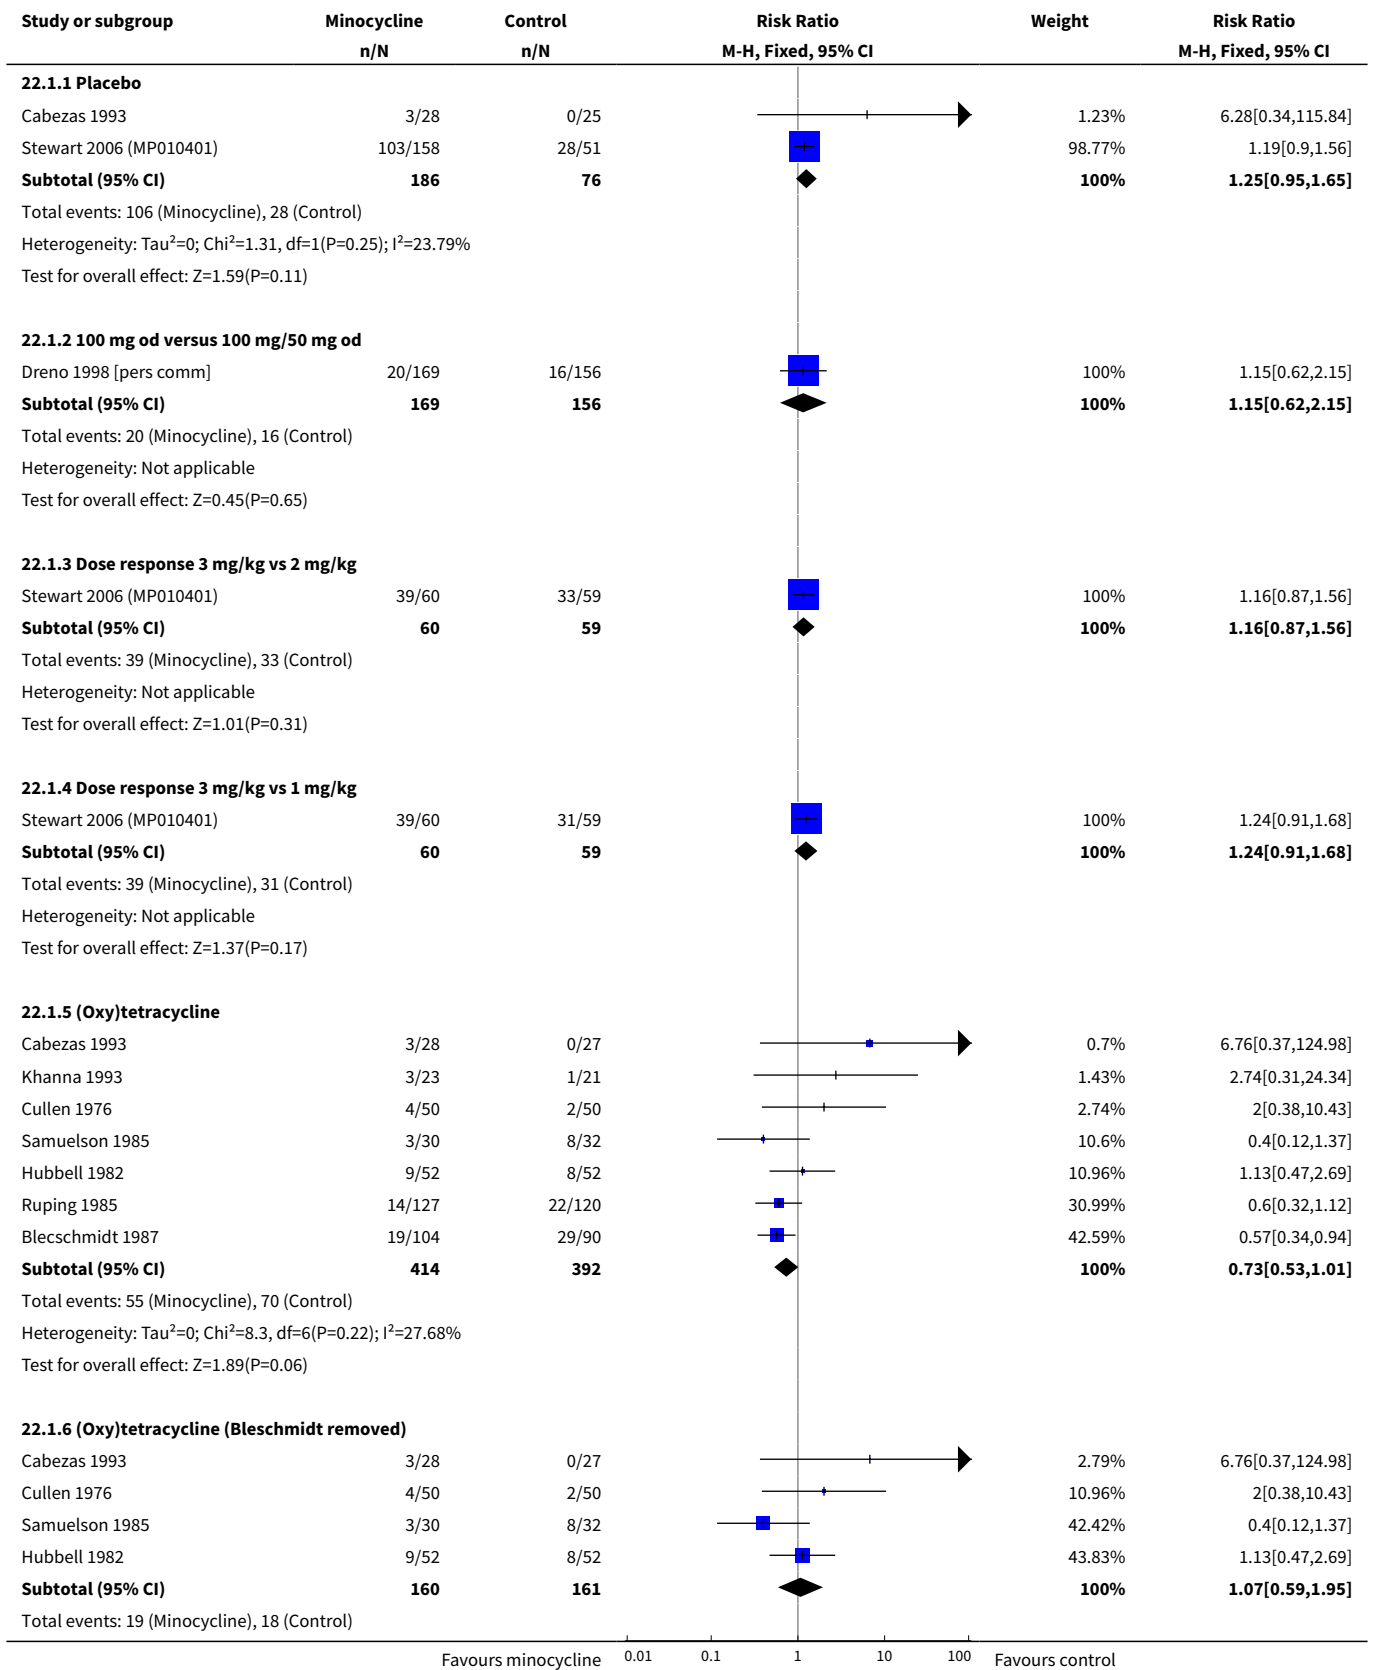 Study or subgroup Minocycline Control Risk Ratio Weight Risk Ratio
n/N n/N M-H, Fixed, 95% CI M-H, Fixed, 95% CI
22.1.1 Placebo
Cabezas 1993 3/28 0/25 1.23% 6.28[0.34,115.84]
Stewart 2006 (MP010401) 103/158 28/51 98.77% 1.19[0.9,1.56]
Subtotal (95% CI) 186 76 100% 1.25[0.95,1.65]
Total events: 106 (Minocycline), 28 (Control)
Heterogeneity: Tau²=0; Chi²=1.31, df=1(P=0.25); I²=23.79%
Test for overall effect: Z=1.59(P=0.11)
22.1.2 100 mg od versus 100 mg/50 mg od
Dreno 1998 [pers comm] 20/169 16/156 100% 1.15[0.62,2.15]
Subtotal (95% CI) 169 156 100% 1.15[0.62,2.15]
Total events: 20 (Minocycline), 16 (Control)
Heterogeneity: Not applicable
Test for overall effect: Z=0.45(P=0.65)
22.1.3 Dose response 3 mg/kg vs 2 mg/kg
Stewart 2006 (MP010401) 39/60 33/59 100% 1.16[0.87,1.56]
Subtotal (95% CI) 60 59 100% 1.16[0.87,1.56]
Total events: 39 (Minocycline), 33 (Control)
Heterogeneity: Not applicable
Test for overall effect: Z=1.01(P=0.31)
22.1.4 Dose response 3 mg/kg vs 1 mg/kg
Stewart 2006 (MP010401) 39/60 31/59 100% 1.24[0.91,1.68]
Subtotal (95% CI) 60 59 100% 1.24[0.91,1.68]
Total events: 39 (Minocycline), 31 (Control)
Heterogeneity: Not applicable
Test for overall effect: Z=1.37(P=0.17)
22.1.5 (Oxy)tetracycline
Cabezas 1993 3/28 0/27 0.7% 6.76[0.37,124.98]
Khanna 1993 3/23 1/21 1.43% 2.74[0.31,24.34]
Cullen 1976 4/50 2/50 2.74% 2[0.38,10.43]
Samuelson 1985 3/30 8/32 10.6% 0.4[0.12,1.37]
Hubbell 1982 9/52 8/52 10.96% 1.13[0.47,2.69]
Ruping 1985 14/127 22/120 30.99% 0.6[0.32,1.12]
Blecschmidt 1987 19/104 29/90 42.59% 0.57[0.34,0.94]
Subtotal (95% CI) 414 392 100% 0.73[0.53,1.01]
Total events: 55 (Minocycline), 70 (Control)
Heterogeneity: Tau²=0; Chi²=8.3, df=6(P=0.22); I²=27.68%
Test for overall effect: Z=1.89(P=0.06)
22.1.6 (Oxy)tetracycline (Bleschmidt removed)
Cabezas 1993 3/28 0/27 2.79% 6.76[0.37,124.98]
Cullen 1976 4/50 2/50 10.96% 2[0.38,10.43]
Samuelson 1985 3/30 8/32 42.42% 0.4[0.12,1.37]
Hubbell 1982 9/52 8/52 43.83% 1.13[0.47,2.69]
Subtotal (95% CI) 160 161 100% 1.07[0.59,1.95]
Total events: 19 (Minocycline), 18 (Control)
Favours minocycline 0.01 0.1 1 10 100 Favours control